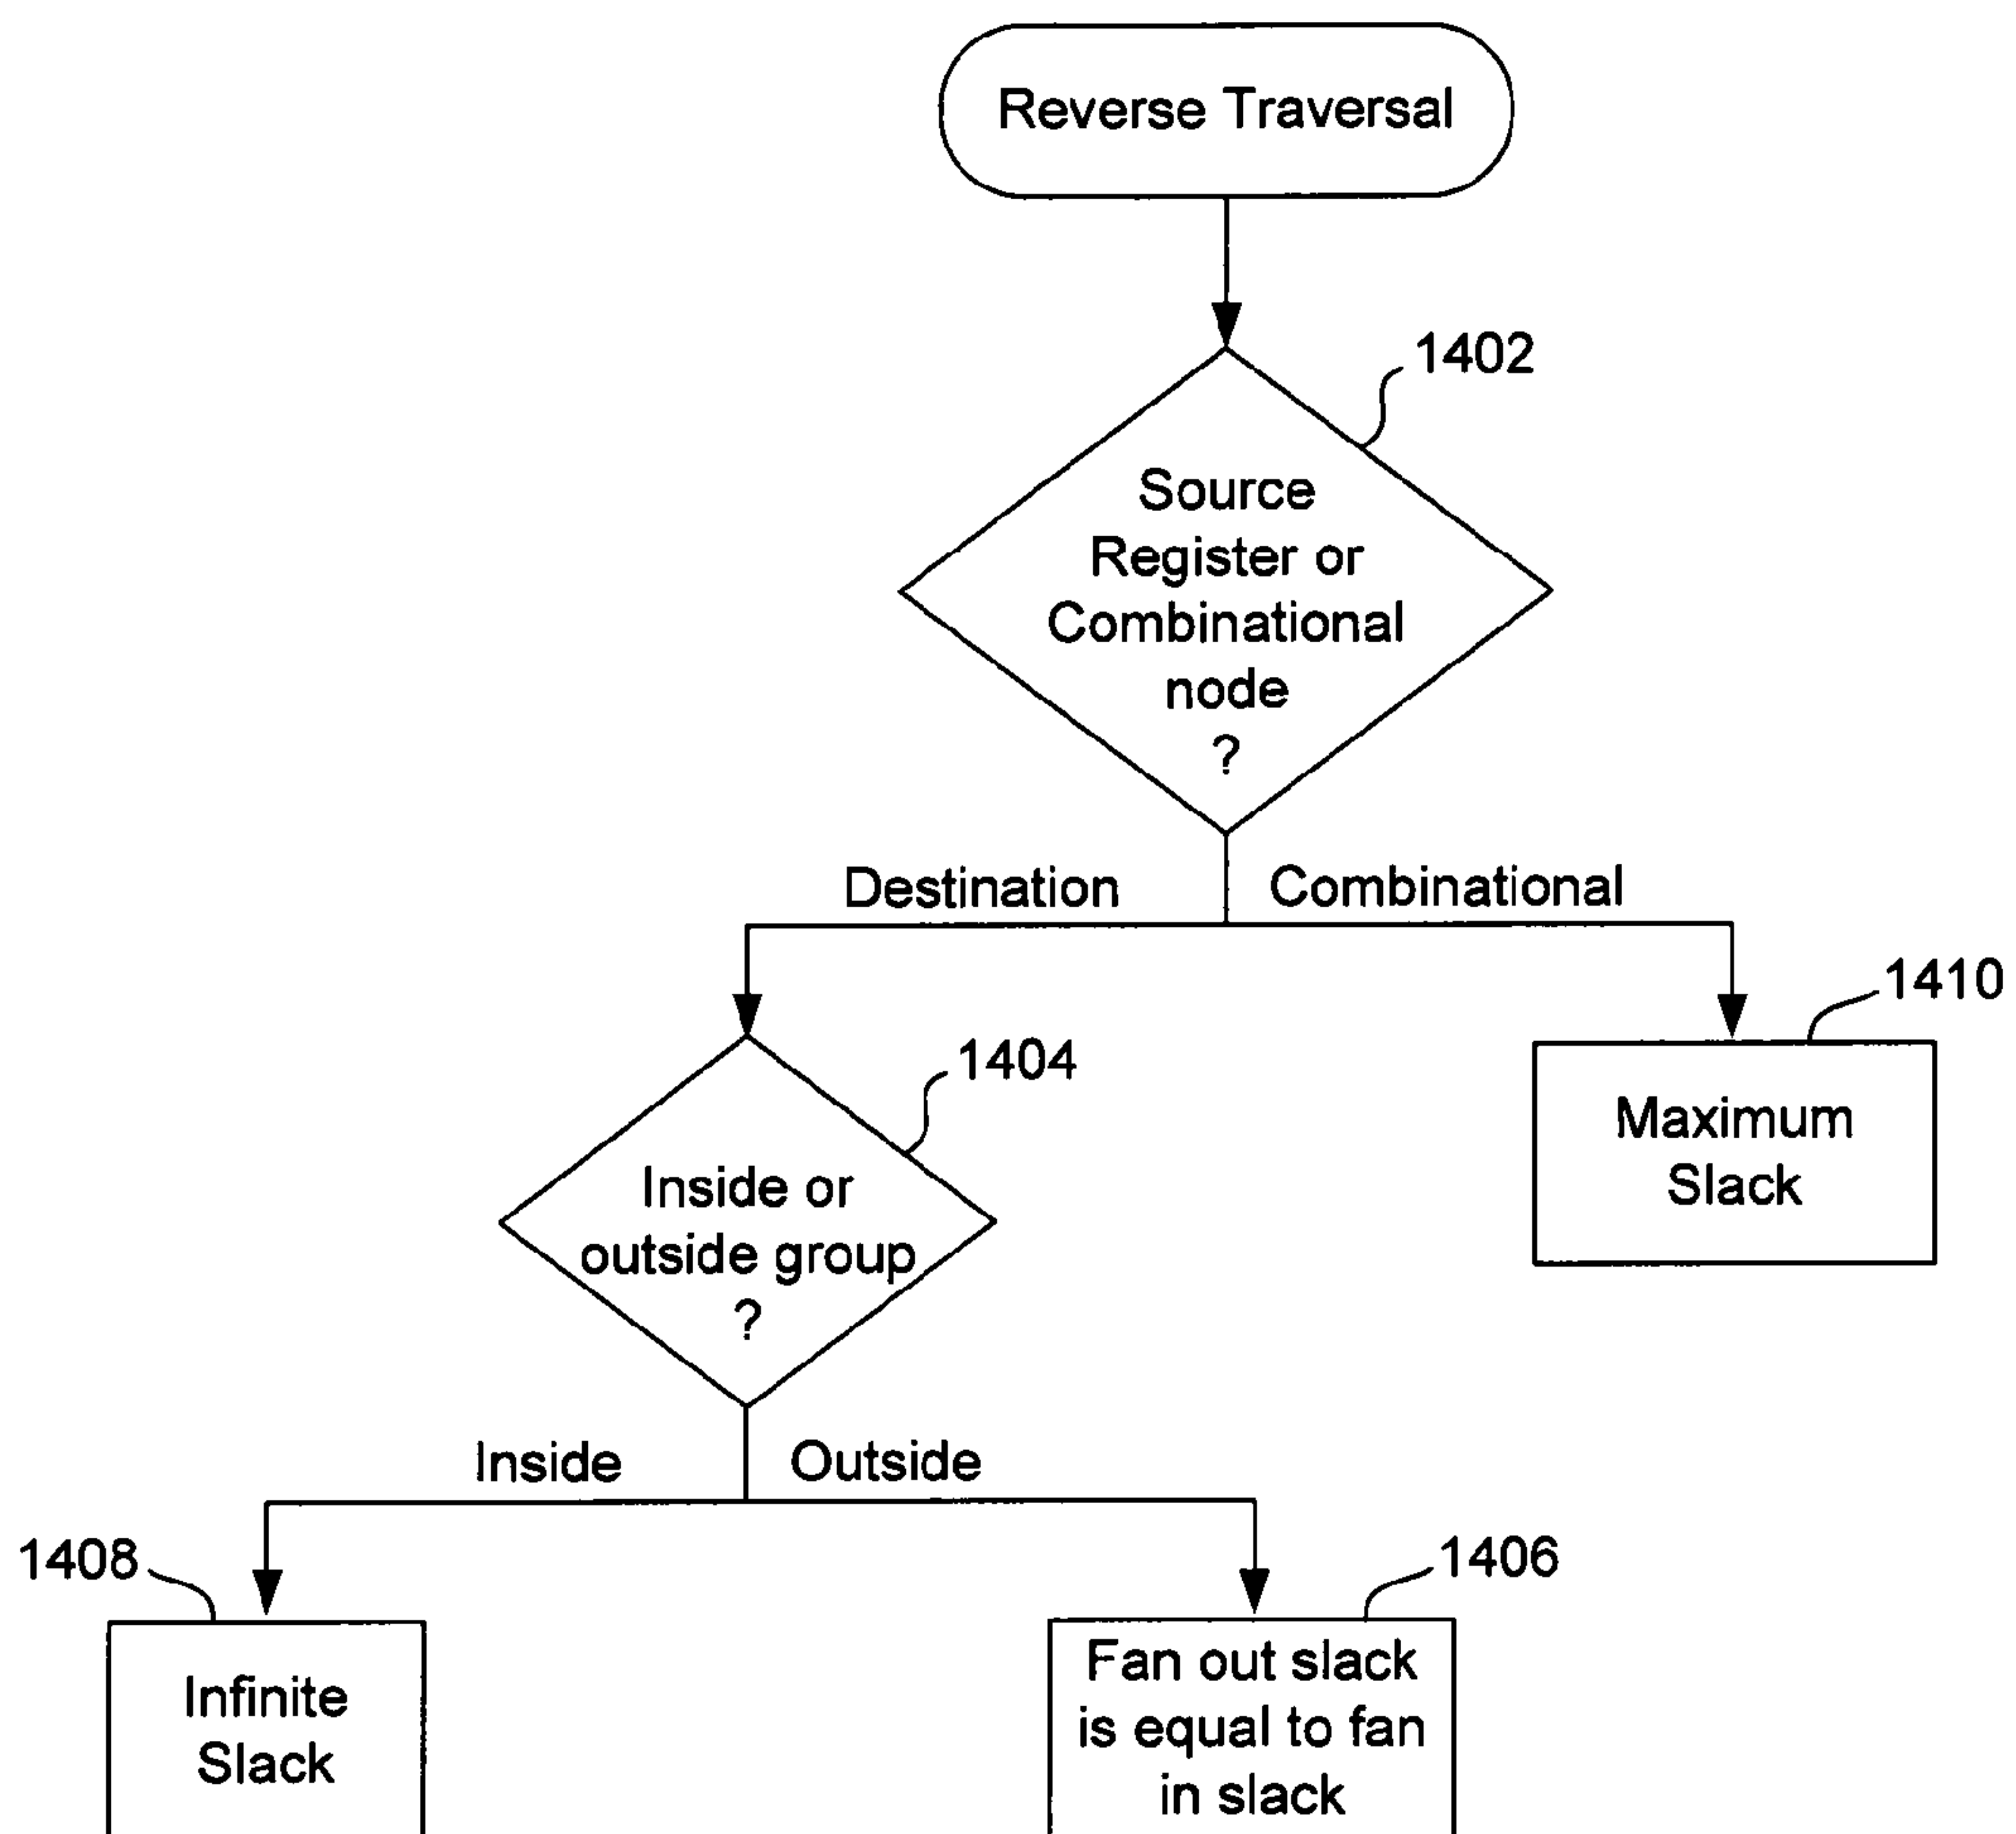 Reverse Traversal
1402
Source
Register or
Combinational
node
?
Destination
Combinational
1410
Maximum
Slack
1404
Inside or
outside group
?
Inside
Outside
1408
Infinite
Slack
1406
Fan out slack
is equal to fan
in slack